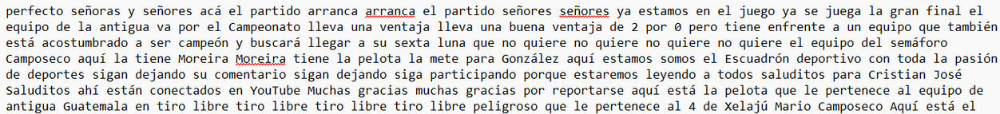 perfecto señoras y señores acá el partido arranca arranca el partido señores señores ya estamos en el juego ya se juega la gran final el
equipo de la antigua va por el Campeonato lleva una ventaja lleva una buena ventaja de 2 por 0 pero tiene enfrente a un equipo que también
está acostumbrado a ser campeón y buscará llegar a su sexta luna que no quiere no quiere no quiere no quiere el equipo del semáforo
Camposeco aquí la tiene Moreira Moreira tiene la pelota la mete para González aquí estamos somos el Escuadrón deportivo con toda la pasión
de deportes sigan dejando su comentario sigan dejando siga participando porque estaremos leyendo a todos saluditos para Cristian José
Saluditos ahí están conectados en YouTube Muchas gracias muchas gracias por reportarse aquí está la pelota que le pertenece al equipo de
antigua Guatemala en tiro libre tiro libre tiro libre tiro libre peligroso que le pertenece al 4 de Xelajú Mario Camposeco Aquí está el